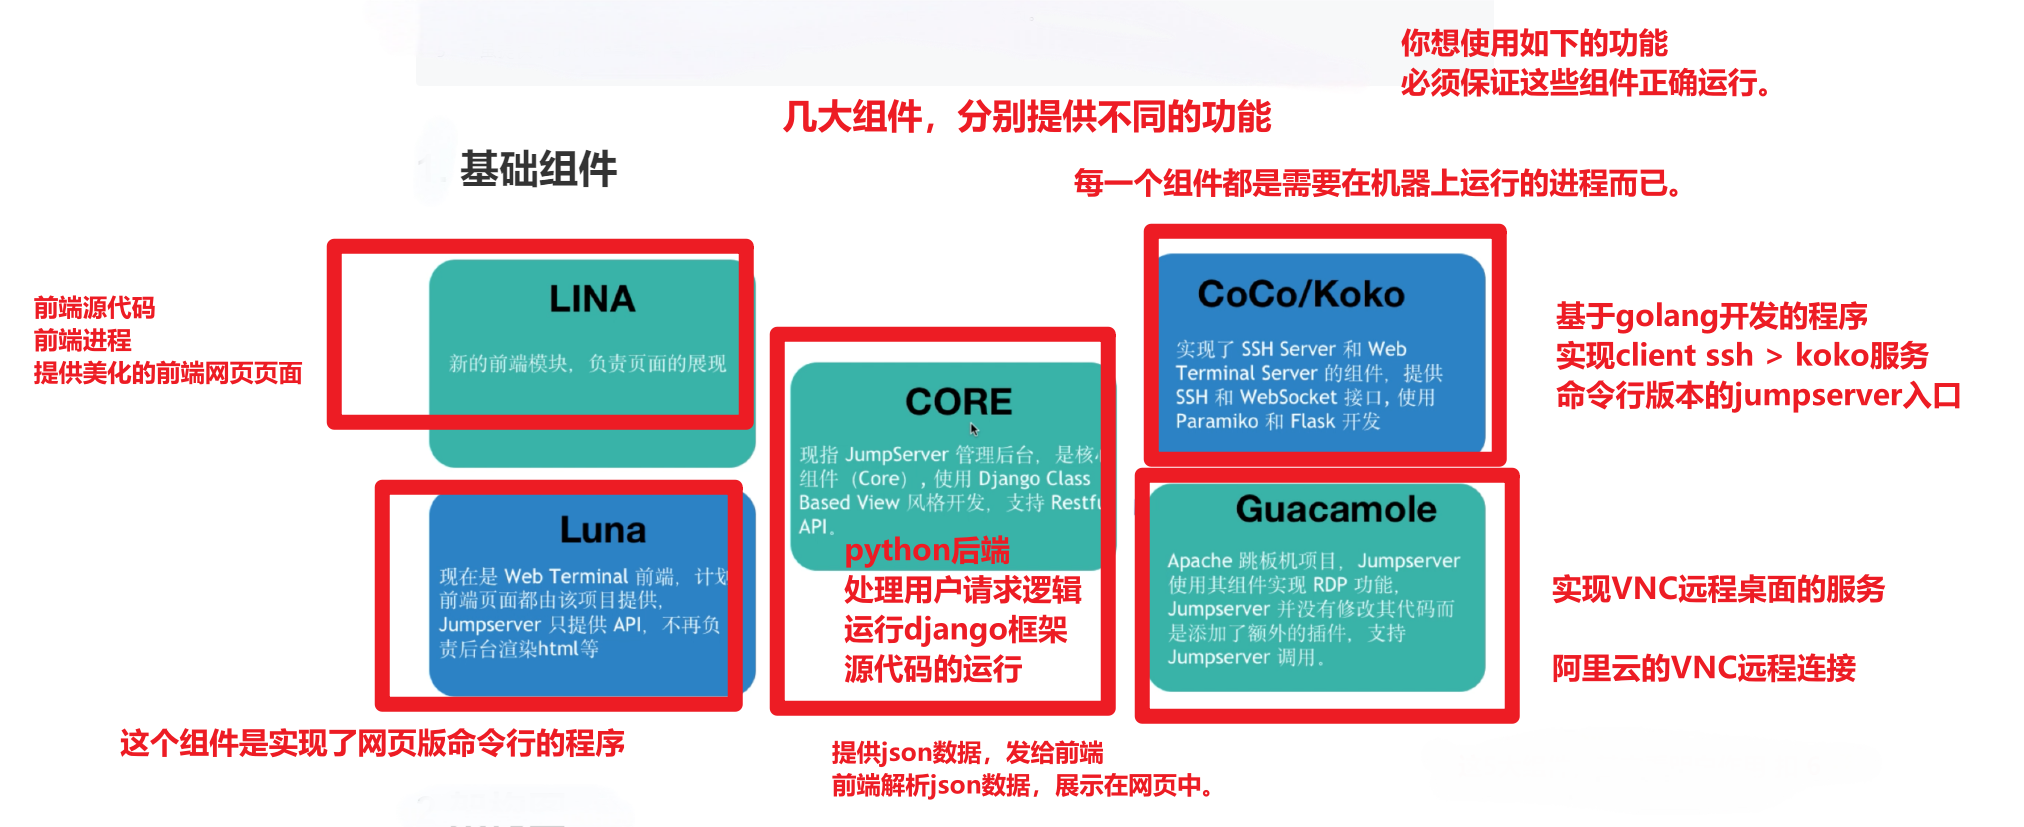 你想使用如下的功能
必须保证这些组件正确运行。
几大组件，分别提供不同的功能
基础组件
每一个组件都是需要在机器上运行的进程而已。
LINA
新的前端模块，负责页面的展现
前端源代码
前端进程
提供美化的前端网页页面
Luna
现在是 Web Terminal 前端，计划
前端页面都由该项目提供，
Jumpserver 只提供 API，不再负
责后台渲染html等
这个组件是实现了网页版命令行的程序
CORE
现指 JumpServer 管理后台，是核心
组件（Core）, 使用 Django Class
Based View 风格开发，支持 Restfu
API。
python后端
处理用户请求逻辑
运行django框架
源代码的运行
提供json数据，发给前端
前端解析json数据，展示在网页中。
CoCo/Koko
实现了 SSH Server 和 Web
Terminal Server 的组件，提供
SSH 和 WebSocket 接口, 使用
Paramiko 和 Flask 开发
基于golang开发的程序
实现client ssh > koko服务
命令行版本的jumpserver入口
Guacamole
Apache 跳板机项目，Jumpserver
使用其组件实现 RDP 功能，
Jumpserver 并没有修改其代码而
是添加了额外的插件，支持
Jumpserver 调用。
实现VNC远程桌面的服务
阿里云的VNC远程连接